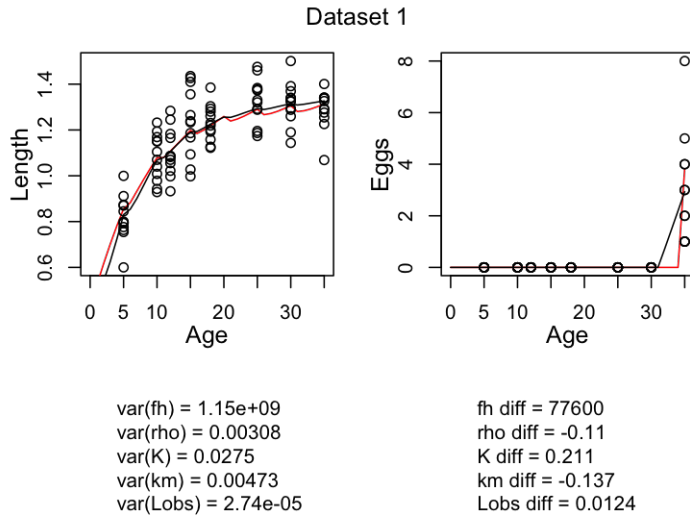 Dataset 1
Length
1.4
1.2
1.0
0.8
0.6
0 5 10 20 30
Age
Eggs
8
6
4
2
0
0 5 10 20 30
Age
var(fh) = 1.15e+09
var(rho) = 0.00308
var(K) = 0.0275
var(km) = 0.00473
var(Lobs) = 2.74e-05
fh diff = 77600
rho diff = -0.11
K diff = 0.211
km diff = -0.137
Lobs diff = 0.0124